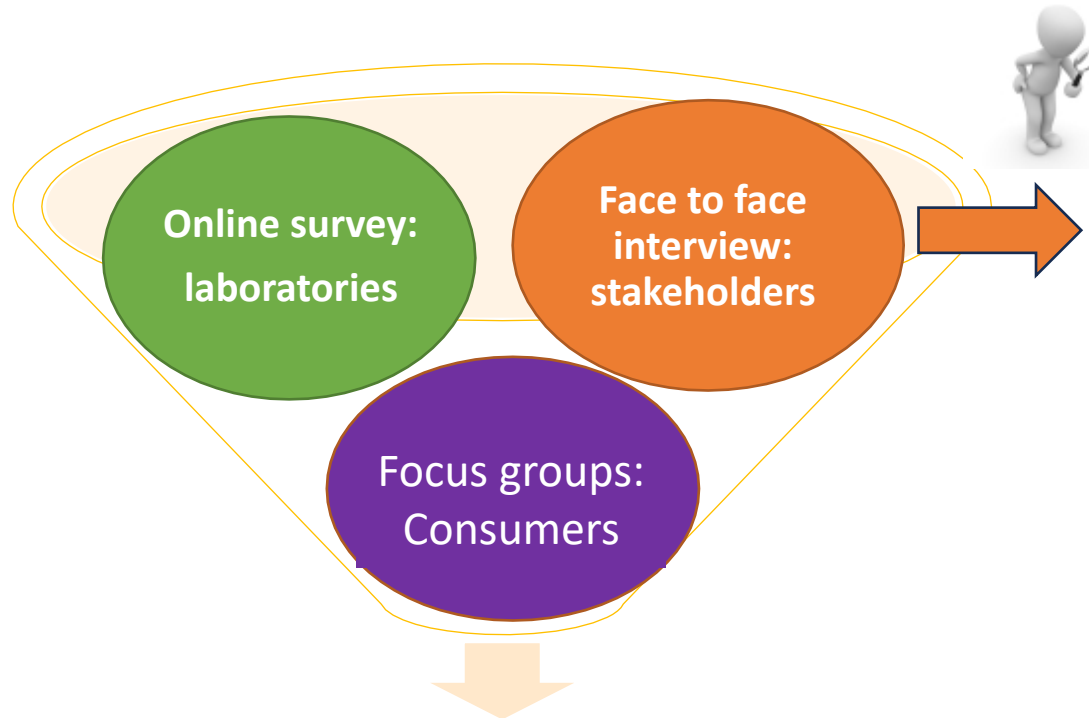 Online survey:
laboratories
Face to face
interview:
stakeholders
Focus groups:
Consumers